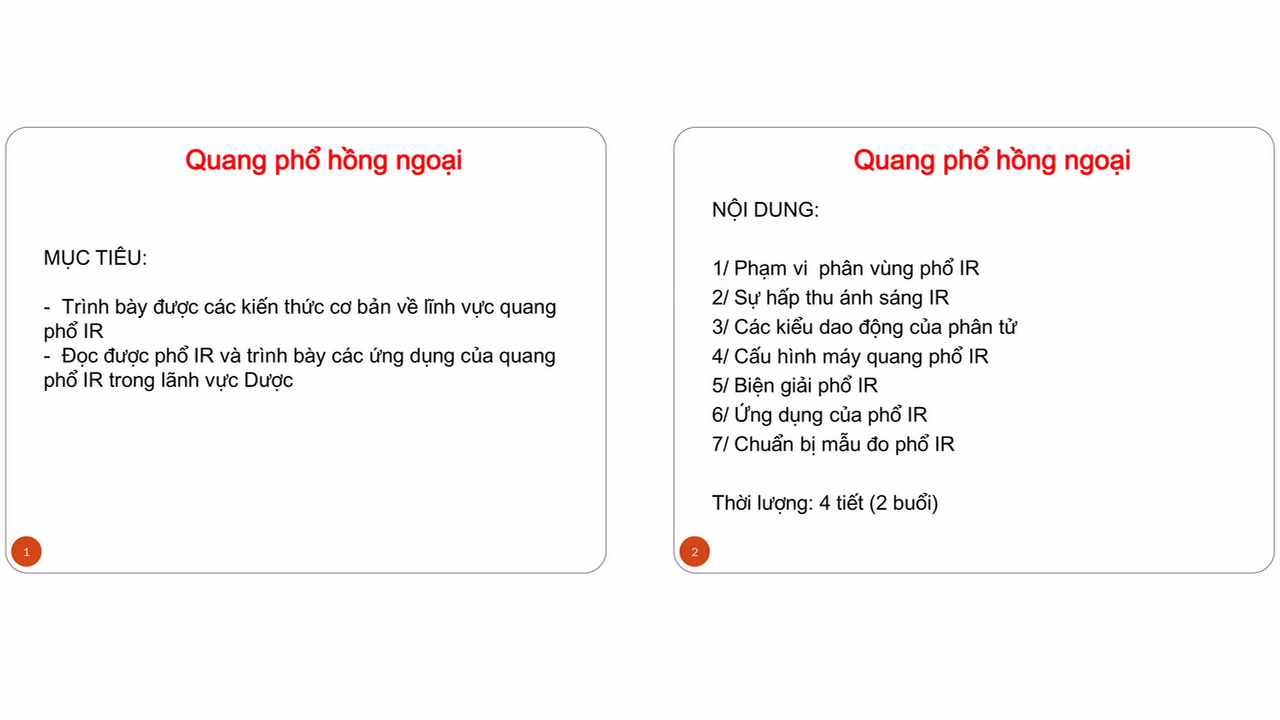 Quang phổ hồng ngoại
MỤC TIÊU:
- Trình bày được các kiến thức cơ bản về lĩnh vực quang
phổ IR
- Đọc được phổ IR và trình bày các ứng dụng của quang
phổ IR trong lãnh vực Dược
1
Quang phổ hồng ngoại
NỘI DUNG:
1/ Phạm vi phân vùng phổ IR
2/ Sự hấp thu ánh sáng IR
3/ Các kiểu dao động của phân tử
4/ Cấu hình máy quang phổ IR
5/ Biện giải phổ IR
6/ Ứng dụng của phổ IR
7/ Chuẩn bị mẫu đo phổ IR
Thời lượng: 4 tiết (2 buổi)
2